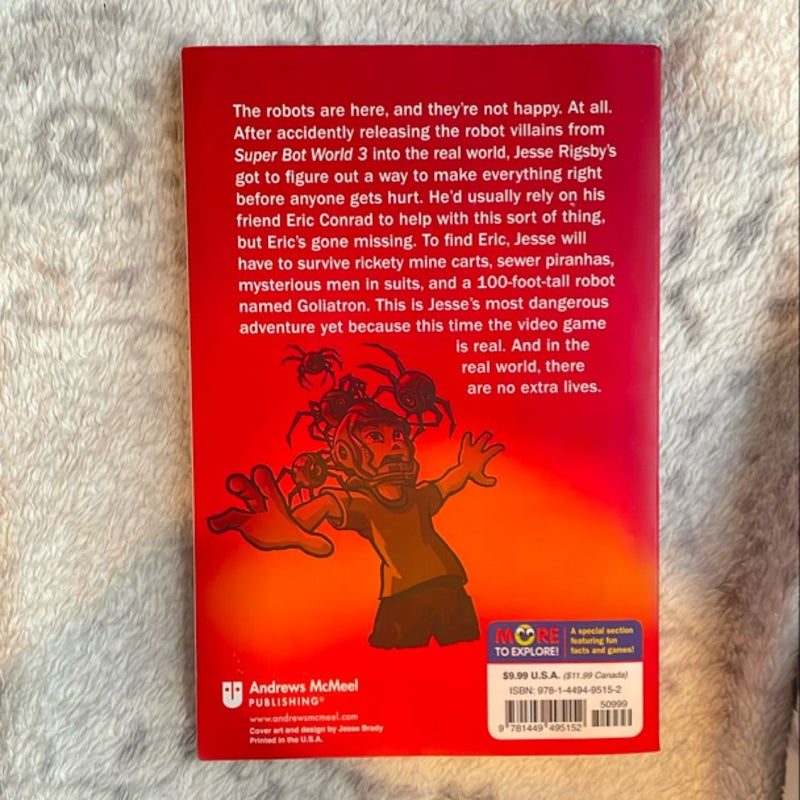 The robots are here, and they're not happy. At all.
After accidently releasing the robot villains from
Super Bot World 3 into the real world, Jesse Rigsby's
got to figure out a way to make everything right
before anyone gets hurt. He'd usually rely on his
friend Eric Conrad to help with this sort of thing,
but Eric's gone missing. To find Eric, Jesse will
have to survive rickety mine carts, sewer piranhas,
mysterious men in suits, and a 100-foot-tall robot
named Goliatron. This is Jesse's most dangerous
adventure yet because this time the video game
is real. And in the
real world, there
are no extra lives.
MORE
TO EXPLORE!
A special section
featuring fun
facts and games!
$9.99 U.S.A. ($11.99 Canada)
ISBN: 978-1-4494-9515-2
50999
9 781449 495152
Andrews McMeel
PUBLISHING®
www.andrewsmcmeel.com
Cover art and design by Jesse Brady
Printed in the U.S.A.